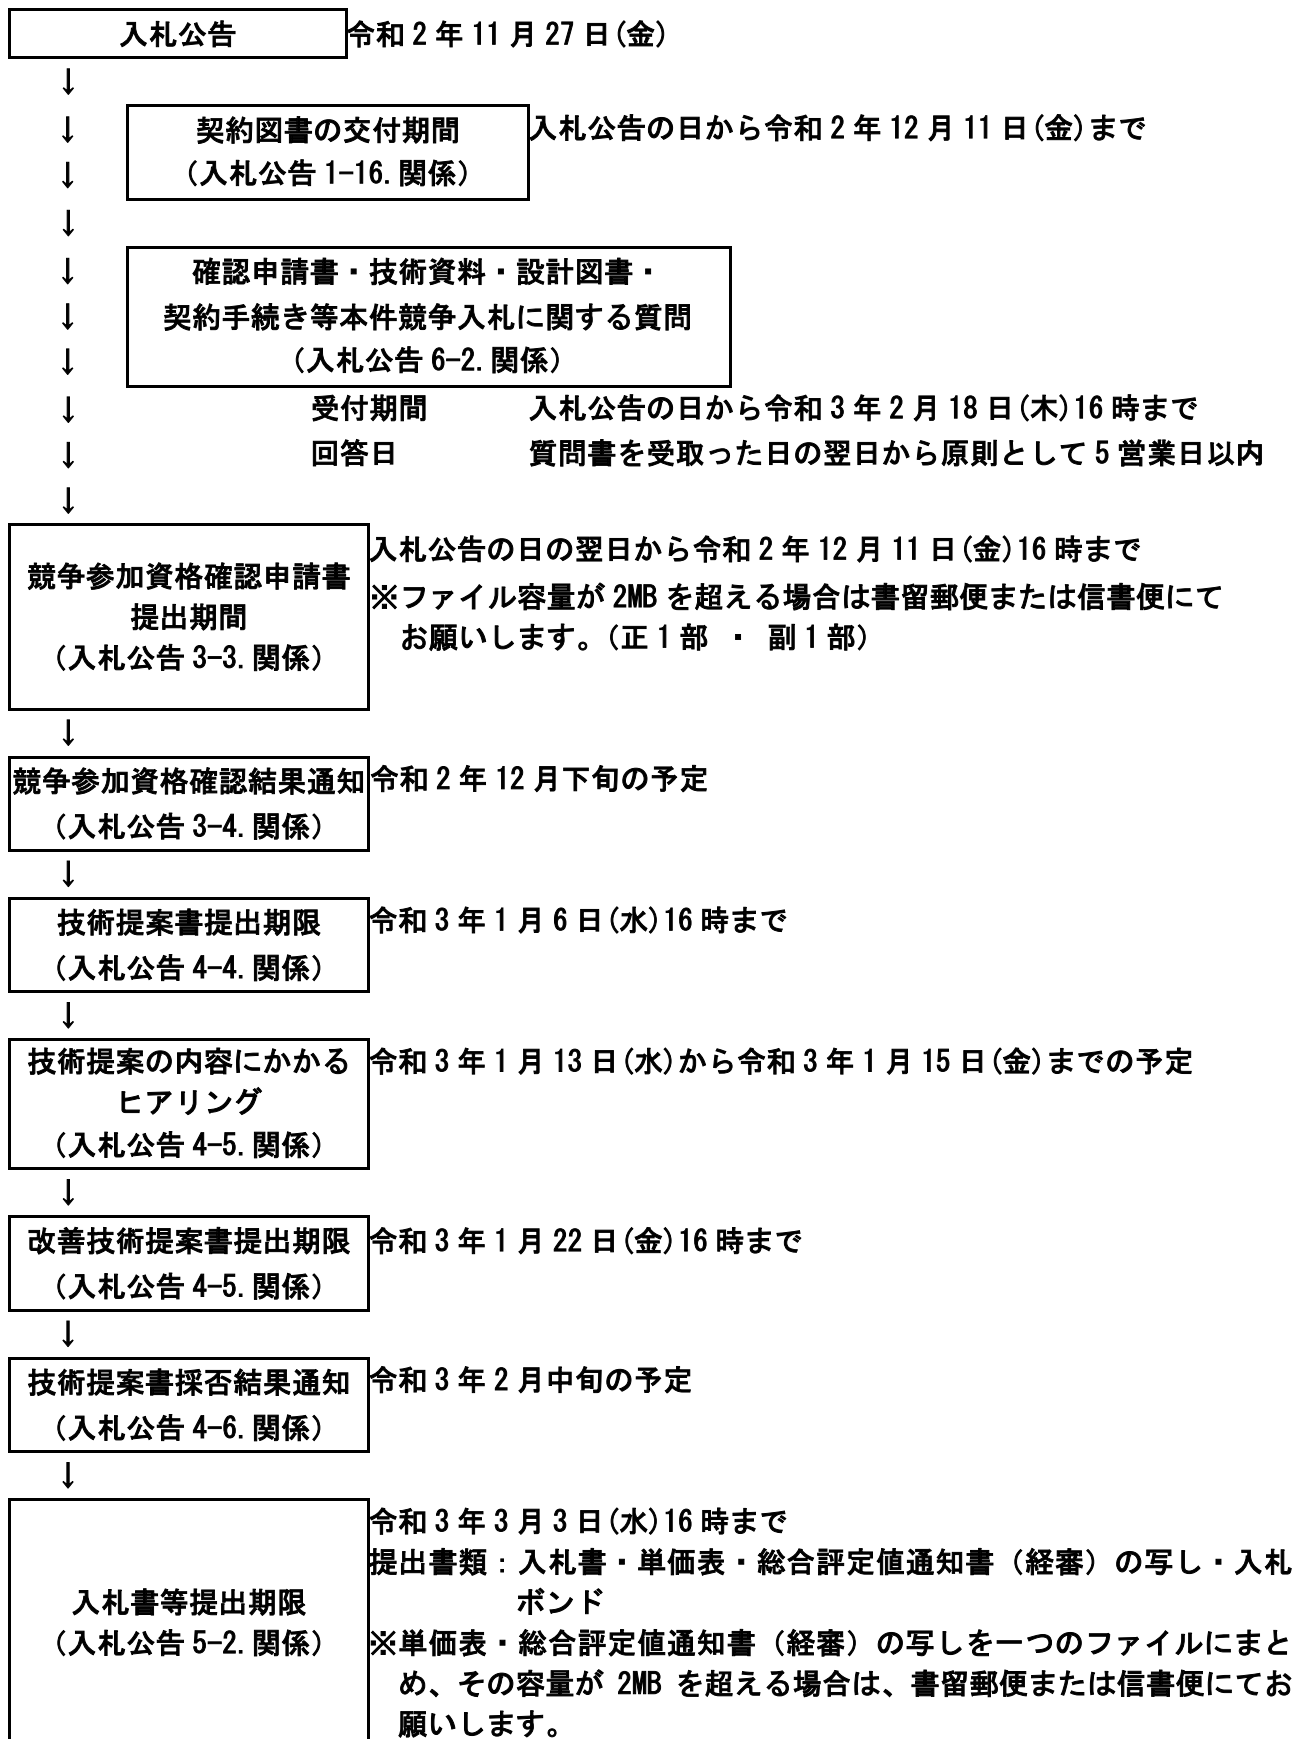 入札公告 令和2年11月27日(金)
↓
↓ 契約図書の交付期間 入札公告の日から令和2年12月11日(金)まで
↓ (入札公告1-16.関係)
↓
↓ 確認申請書・技術資料・設計図書・
↓ 契約手続き等本件競争入札に関する質問
↓ (入札公告6-2.関係)
↓ 受付期間 入札公告の日から令和3年2月18日(木)16時まで
↓ 回答日 質問書を受取った日の翌日から原則として5営業日以内
↓
競争参加資格確認申請書
提出期間
(入札公告3-3.関係)
入札公告の日の翌日から令和2年12月11日(金)16時まで
※ファイル容量が2MBを超える場合は書留郵便または信書便にて
お願いします。(正1部 ・ 副1部)
↓
競争参加資格確認結果通知 令和2年12月下旬の予定
(入札公告3-4.関係)
↓
技術提案書提出期限 令和3年1月6日(水)16時まで
(入札公告4-4.関係)
↓
技術提案の内容にかかる 令和3年1月13日(水)から令和3年1月15日(金)までの予定
ヒアリング
(入札公告4-5.関係)
↓
改善技術提案書提出期限 令和3年1月22日(金)16時まで
(入札公告4-5.関係)
↓
技術提案書採否結果通知 令和3年2月中旬の予定
(入札公告4-6.関係)
↓
入札書等提出期限
(入札公告5-2.関係)
令和3年3月3日(水)16時まで
提出書類：入札書・単価表・総合評定値通知書（経審）の写し・入札
ボンド
※単価表・総合評定値通知書（経審）の写しを一つのファイルにまと
め、その容量が 2MB を超える場合は、書留郵便または信書便にてお
願いします。